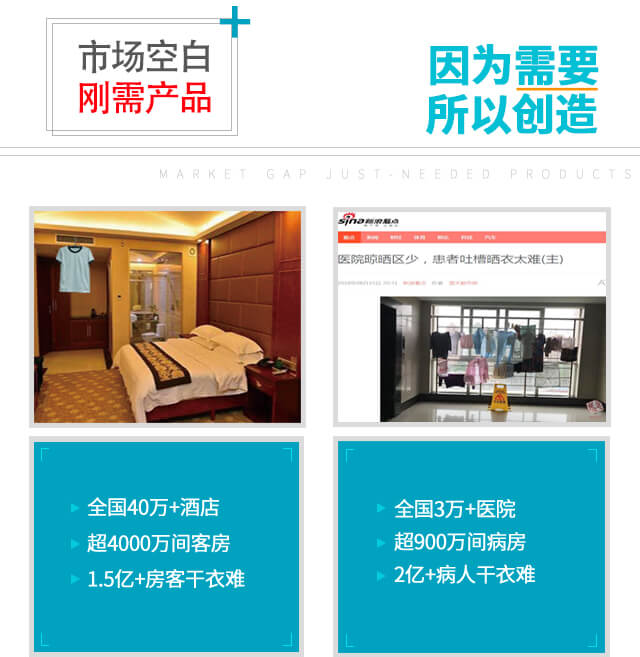 市场空白
刚需产品
因为需要
所以创造
MARKET GAP JUST-NEEDED PRODUCTS
sina 新浪看点
医院晾晒区少，患者吐槽晒衣太难(主)
全国40万+酒店
超4000万间客房
1.5亿+房客干衣难
全国3万+医院
超900万间病房
2亿+病人干衣难